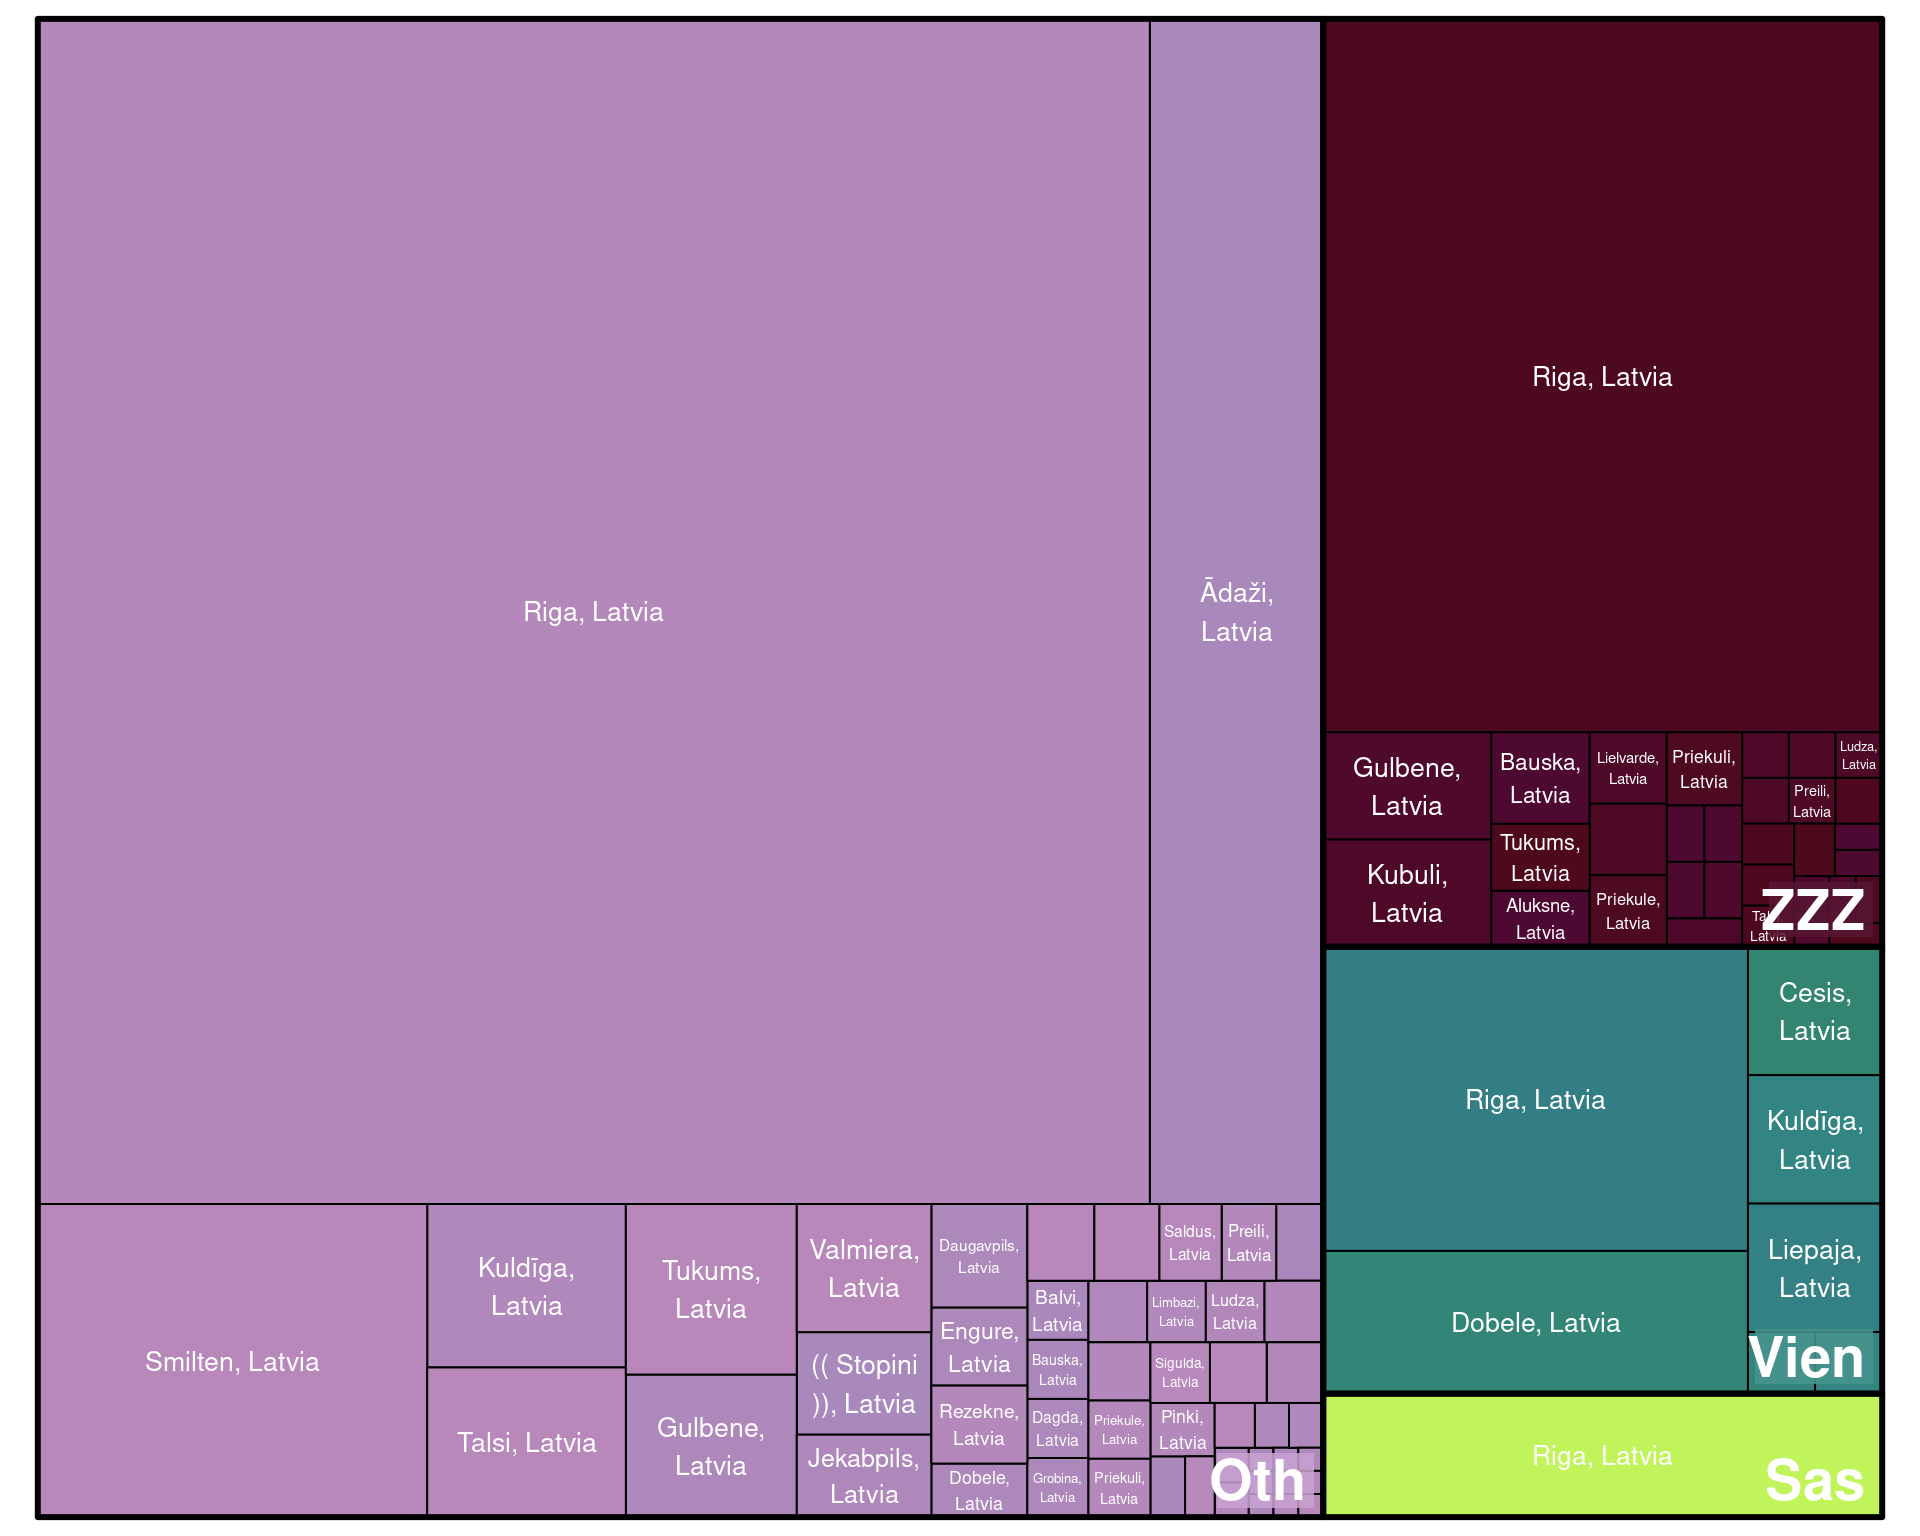 Riga, Latvia
Ādaži,
Latvia
Smilten, Latvia
Kuldīga,
Latvia
Talsi, Latvia
Tukums,
Latvia
Gulbene,
Latvia
Valmiera,
Latvia
(( Stopini
)), Latvia
Jekabpils,
Latvia
Daugavpils,
Latvia
Engure,
Latvia
Rezekne,
Latvia
Dobele,
Latvia
Balvi,
Latvia
Bauska,
Latvia
Dagda,
Latvia
Grobina,
Latvia
Priekule,
Latvia
Priekuli,
Latvia
Saldus,
Latvia
Preili,
Latvia
Limbazi,
Latvia
Ludza,
Latvia
Sigulda,
Latvia
Pinki,
Latvia
Oth
Riga, Latvia
Gulbene,
Latvia
Kubuli,
Latvia
Bauska,
Latvia
Tukums,
Latvia
Aluksne,
Latvia
Lielvarde,
Latvia
Priekule,
Latvia
Priekuli,
Latvia
Ludza,
Latvia
Preili,
Latvia
Latvia
ZZZ
Riga, Latvia
Dobele, Latvia
Cesis,
Latvia
Kuldīga,
Latvia
Liepaja,
Latvia
Vien
Riga, Latvia
Sas